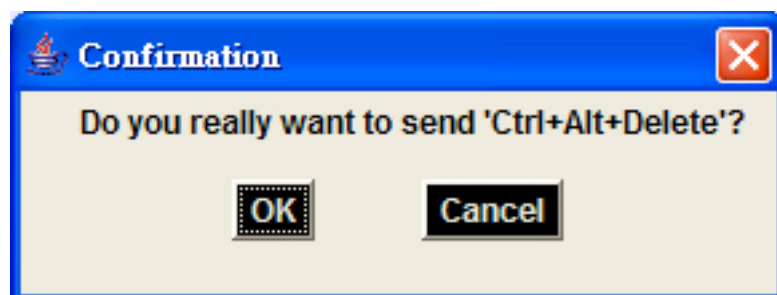 Confirmation
Do you really want to send 'Ctrl+Alt+Delete'?
OK Cancel